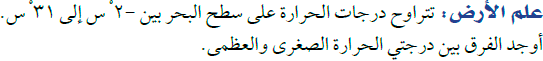 علم الأرض: تتراوح درجات الحرارة على سطح البحر بين -٢° س إلى ٣١° س.
أوجد الفرق بين درجتي الحرارة الصغرى والعظمى.